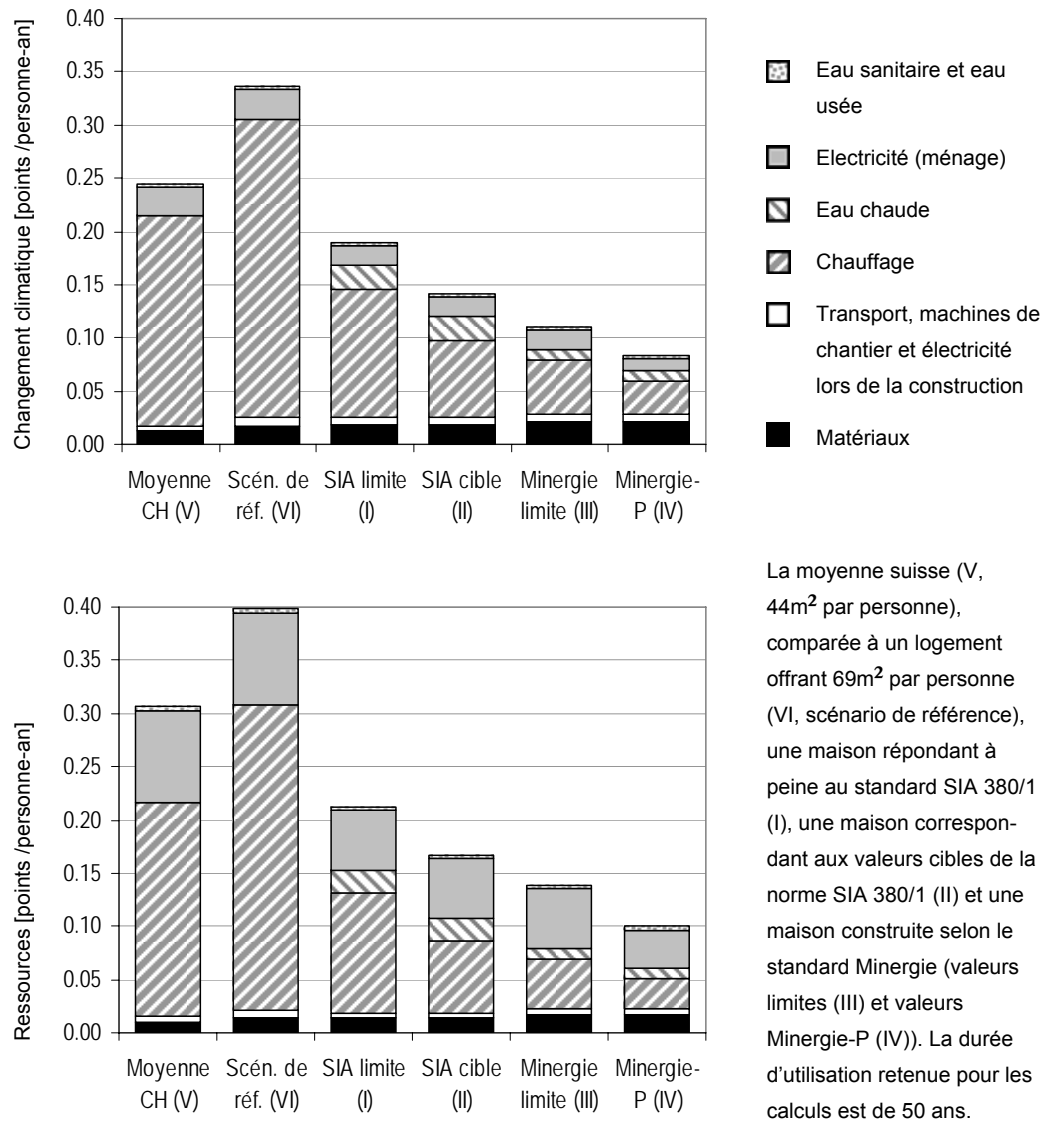 Changement climatique [points /personne-an]
0.40
0.35
0.30
0.25
0.20
0.15
0.10
0.05
0.00
Moyenne CH (V)
Scén. de réf. (VI)
SIA limite (I)
SIA cible (II)
Minergie limite (III)
Minergie-P (IV)
Eau sanitaire et eau
usée
Electricité (ménage)
Eau chaude
Chauffage
Transport, machines de
chantier et électricité
lors de la construction
Matériaux
Ressources [points /personne-an]
0.40
0.35
0.30
0.25
0.20
0.15
0.10
0.05
0.00
Moyenne CH (V)
Scén. de réf. (VI)
SIA limite (I)
SIA cible (II)
Minergie limite (III)
Minergie-P (IV)
La moyenne suisse (V,
44m² par personne),
comparée à un logement
offrant 69m² par personne
(VI, scénario de référence),
une maison répondant à
peine au standard SIA 380/1
(I), une maison correspon-
dant aux valeurs cibles de la
norme SIA 380/1 (II) et une
maison construite selon le
standard Minergie (valeurs
limites (III) et valeurs
Minergie-P (IV)). La durée
d'utilisation retenue pour les
calculs est de 50 ans.